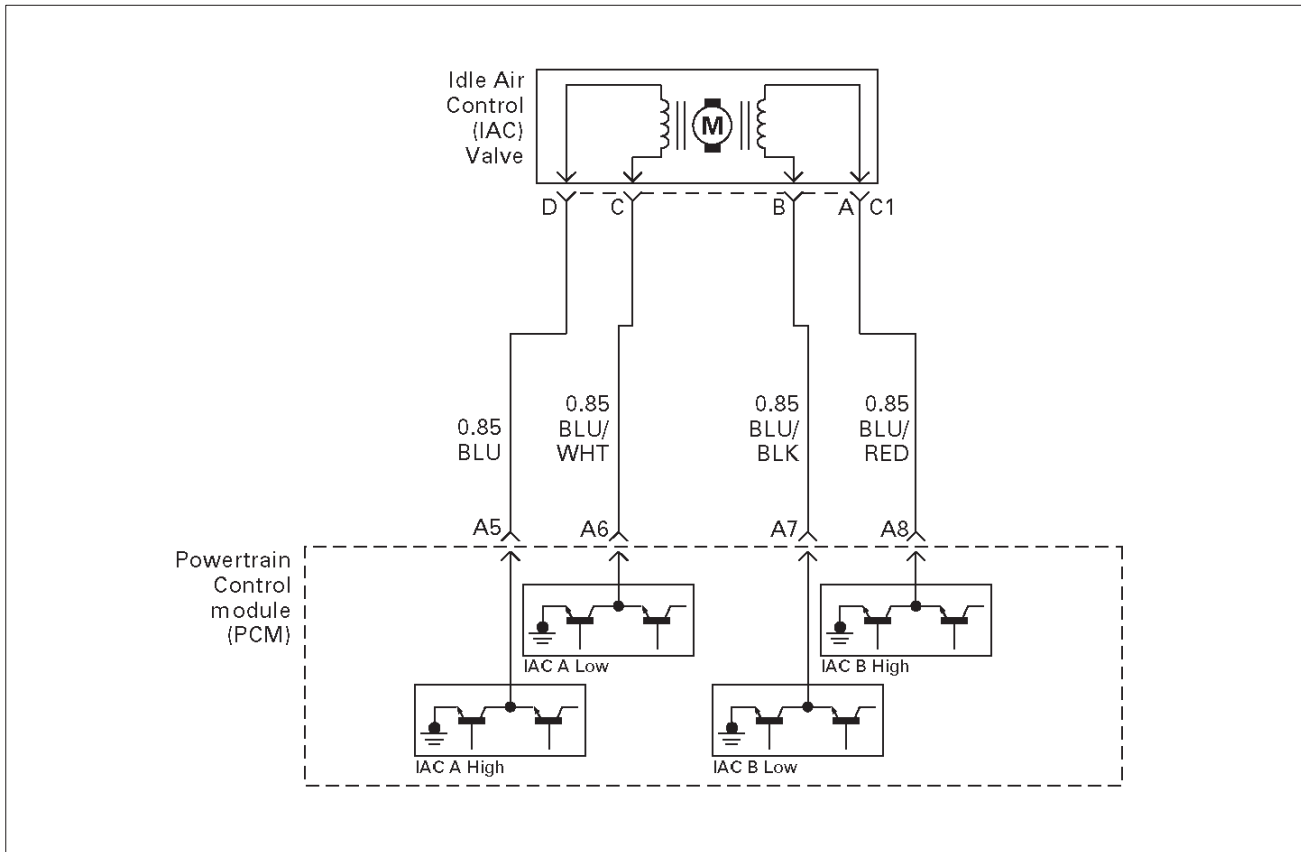 Idle Air
Control
(IAC)
Valve
M
D
C
B
A
C1
0.85
BLU
0.85
BLU/
WHT
0.85
BLU/
BLK
0.85
BLU/
RED
A5
A6
A7
A8
Powertrain
Control
module
(PCM)
IAC A Low
IAC B High
IAC A High
IAC B Low